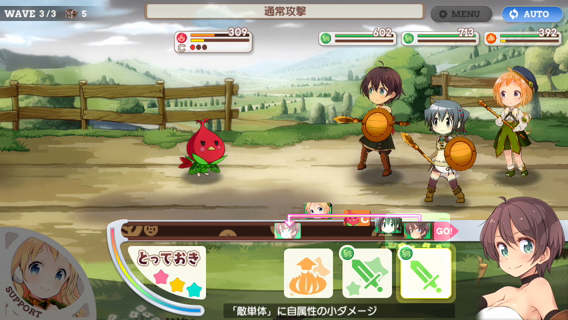 WAVE 3/3 5
通常攻撃
MENU
AUTO
309
602
713
392
C
GO!
とっておき
SUPPORT
「敵単体」に自属性の小ダメージ